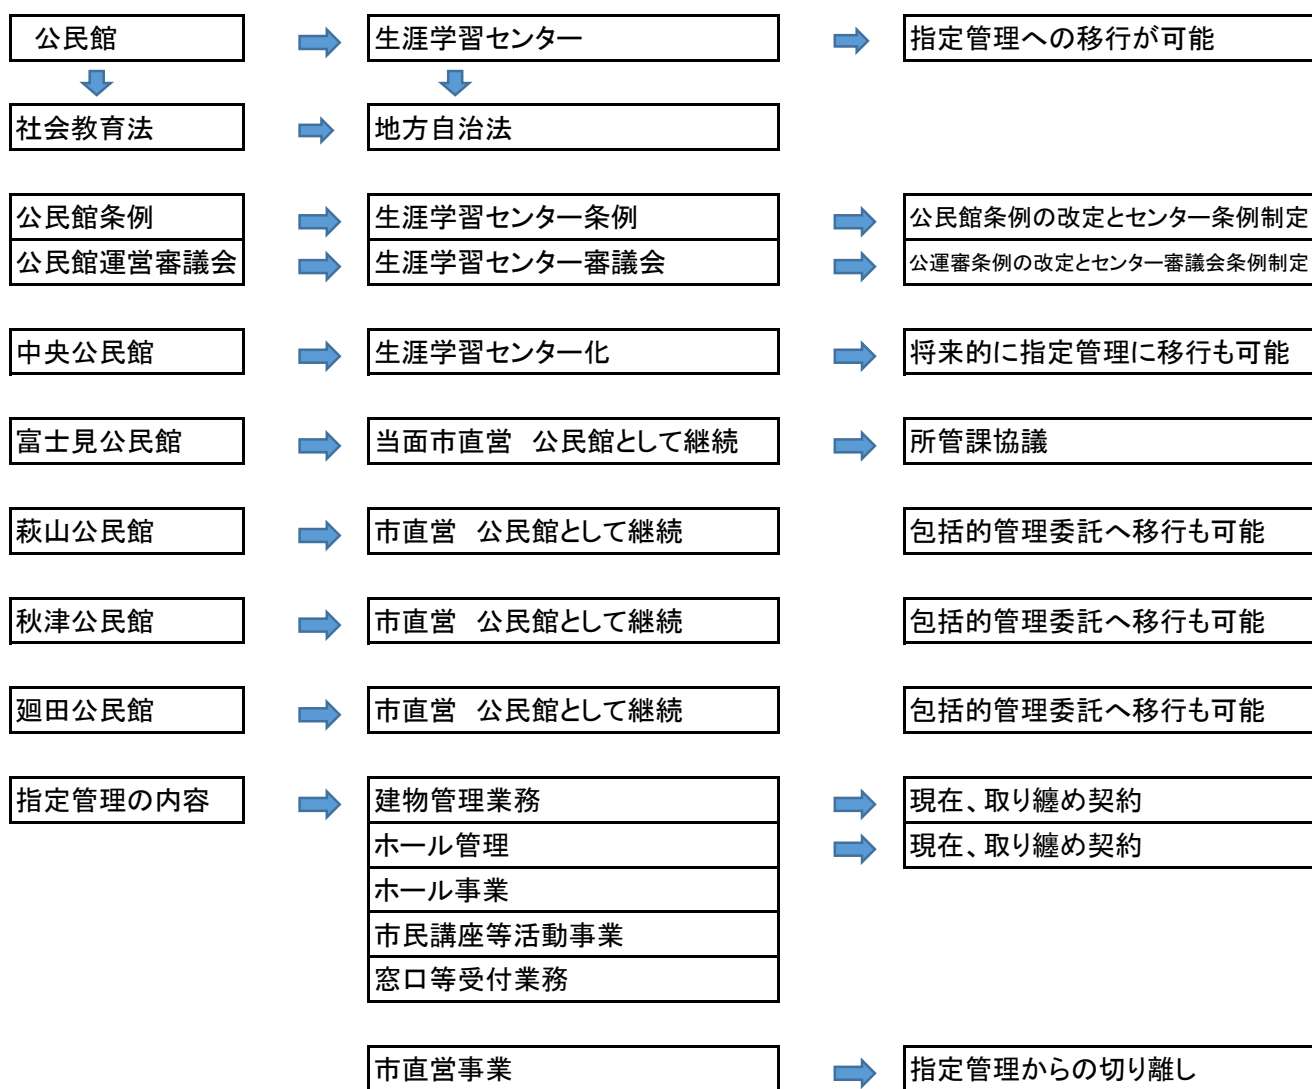 公民館
生涯学習センター
指定管理への移行が可能
社会教育法
地方自治法
公民館条例
生涯学習センター条例
公民館条例の改定とセンター条例制定
公民館運営審議会
生涯学習センター審議会
公運審条例の改定とセンター審議会条例制定
中央公民館
生涯学習センター化
将来的に指定管理に移行も可能
富士見公民館
当面市直営　公民館として継続
所管課協議
萩山公民館
市直営　公民館として継続
包括的管理委託へ移行も可能
秋津公民館
市直営　公民館として継続
包括的管理委託へ移行も可能
廻田公民館
市直営　公民館として継続
包括的管理委託へ移行も可能
指定管理の内容
建物管理業務
現在、取り纏め契約
ホール管理
現在、取り纏め契約
ホール事業
市民講座等活動事業
窓口等受付業務
市直営事業
指定管理からの切り離し